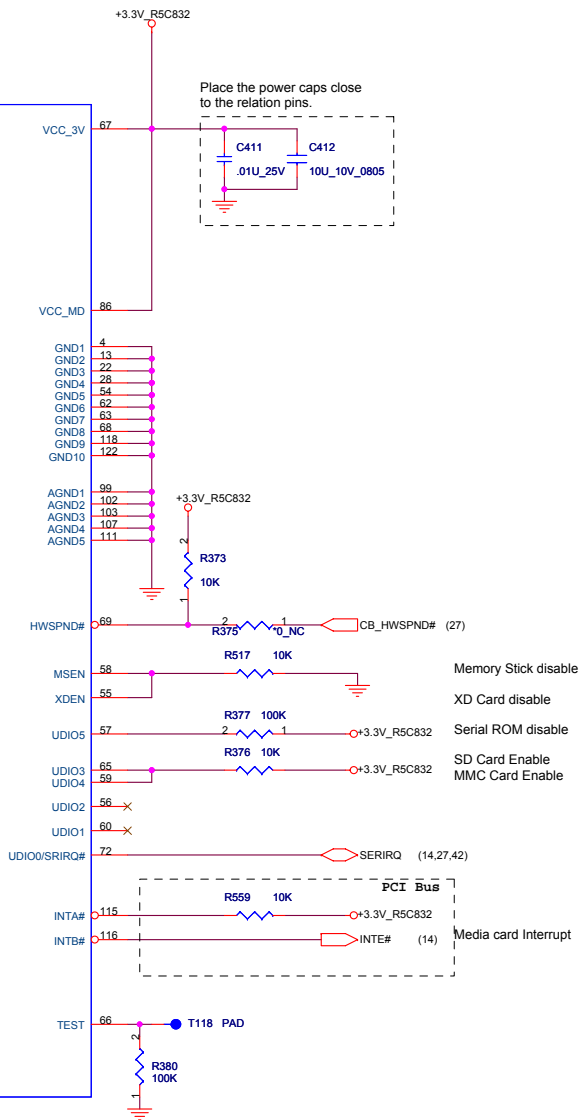 +3.3V_R5C832
Place the power caps close
to the relation pins.
VCC_3V 67
C411 C412
.01U_25V 10U_10V_0805
VCC_MD 86
GND1 4
GND2 13
GND3 22
GND4 28
GND5 54
GND6 62
GND7 63
GND8 68
GND9 118
GND10 122
AGND1 99
AGND2 102
AGND3 103
AGND4 107
AGND5 111
+3.3V_R5C832
2
R373
10K
1
HWSPND# 69
2 1
R375 *0_NC
CB_HWSPND# (27)
R517 10K
MSEN 58
Memory Stick disable
XDEN 55
XD Card disable
R377 100K
UDIO5 57
2 1
+3.3V_R5C832
Serial ROM disable
R376 10K
UDIO3 65
+3.3V_R5C832
SD Card Enable
UDIO4 59
MMC Card Enable
UDIO2 56
UDIO1 60
UDIO0/SRIRQ# 72
SERIRQ (14,27,42)
PCI Bus
R559 10K
INTA# 115
+3.3V_R5C832
INTB# 116
INTE# (14)
Media card Interrupt
TEST 66
T118 PAD
2
R380
100K
1